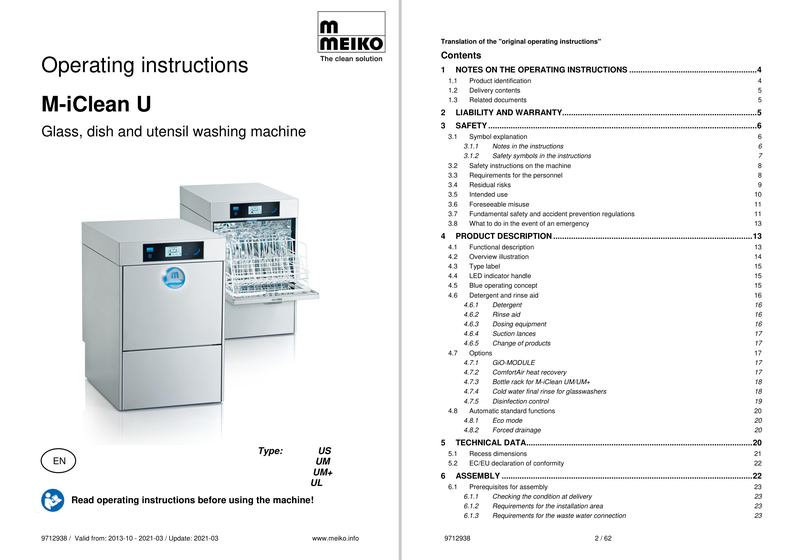 m
MEIKO
The clean solution
Operating instructions
M-iClean U
Glass, dish and utensil washing machine
Type: US
UM
UM+
UL
EN
Read operating instructions before using the machine!
9712938 / Valid from: 2013-10 - 2021-03 / Update: 2021-03 www.meiko.info
Translation of the "original operating instructions"
Contents
1 NOTES ON THE OPERATING INSTRUCTIONS ........4
1.1 Product identification 4
1.2 Delivery contents 5
1.3 Related documents 5
2 LIABILITY AND WARRANTY........5
3 SAFETY ........6
3.1 Symbol explanation 6
3.1.1 Notes in the instructions 6
3.1.2 Safety symbols in the instructions 7
3.2 Safety instructions on the machine 8
3.3 Requirements for the personnel 8
3.4 Residual risks 9
3.5 Intended use 10
3.6 Foreseeable misuse 11
3.7 Fundamental safety and accident prevention regulations 11
3.8 What to do in the event of an emergency 13
4 PRODUCT DESCRIPTION ........13
4.1 Functional description 13
4.2 Overview illustration 14
4.3 Type label 15
4.4 LED indicator handle 15
4.5 Blue operating concept 15
4.6 Detergent and rinse aid 16
4.6.1 Detergent 16
4.6.2 Rinse aid 16
4.6.3 Dosing equipment 16
4.6.4 Suction lances 17
4.6.5 Change of products 17
4.7 Options 17
4.7.1 GiO-MODULE 17
4.7.2 ComfortAir heat recovery 17
4.7.3 Bottle rack for M-iClean UM/UM+ 18
4.7.4 Cold water final rinse for glasswashers 18
4.7.5 Disinfection control 19
4.8 Automatic standard functions 20
4.8.1 Eco mode 20
4.8.2 Forced drainage 20
5 TECHNICAL DATA........20
5.1 Recess dimensions 21
5.2 EC/EU declaration of conformity 22
6 ASSEMBLY ........22
6.1 Prerequisites for assembly 23
6.1.1 Checking the condition at delivery 23
6.1.2 Requirements for the installation area 23
6.1.3 Requirements for the waste water connection 23
9712938 2 / 62